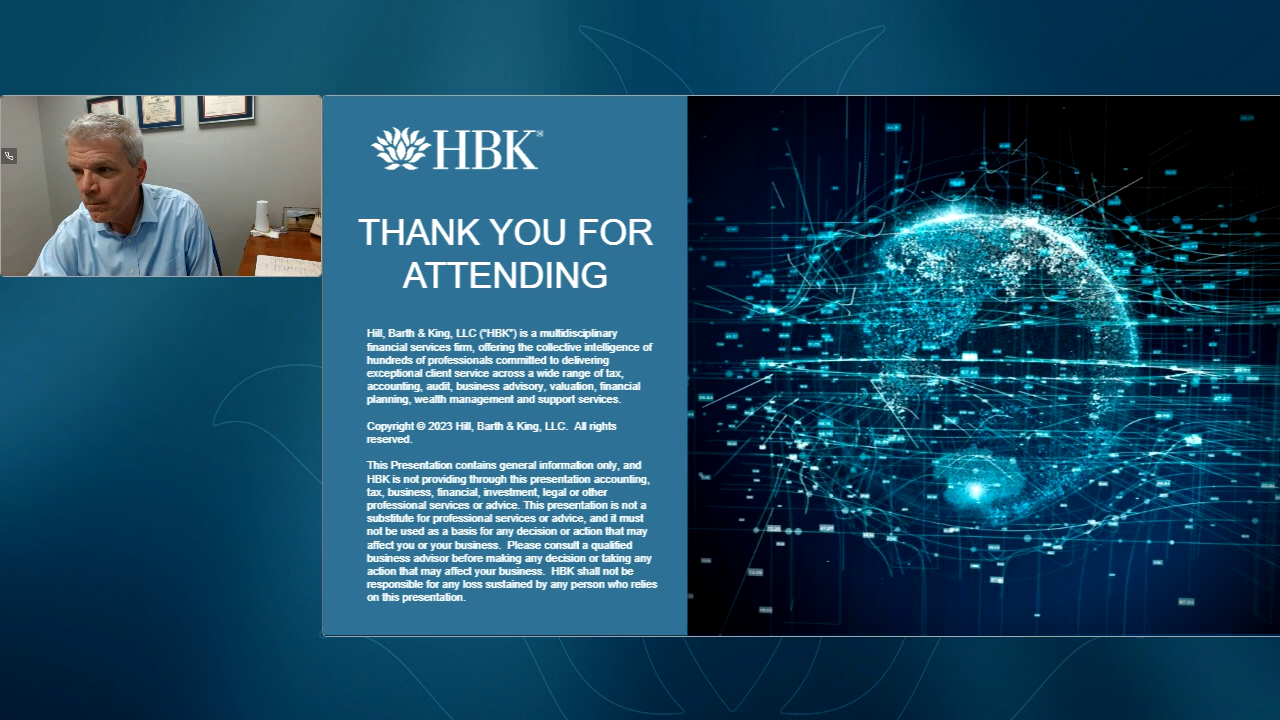 HBK®
THANK YOU FOR
ATTENDING
Hill, Barth & King, LLC ("HBK") is a multidisciplinary
financial services firm, offering the collective intelligence of
hundreds of professionals committed to delivering
exceptional client service across a wide range of tax,
accounting, audit, business advisory, valuation, financial
planning, wealth management and support services.
Copyright © 2023 Hill, Barth & King, LLC.  All rights
reserved.
This Presentation contains general information only, and
HBK is not providing through this presentation accounting,
tax, business, financial, investment, legal or other
professional services or advice. This presentation is not a
substitute for professional services or advice, and it must
not be used as a basis for any decision or action that may
affect you or your business.  Please consult a qualified
business advisor before making any decision or taking any
action that may affect your business.  HBK shall not be
responsible for any loss sustained by any person who relies
on this presentation.